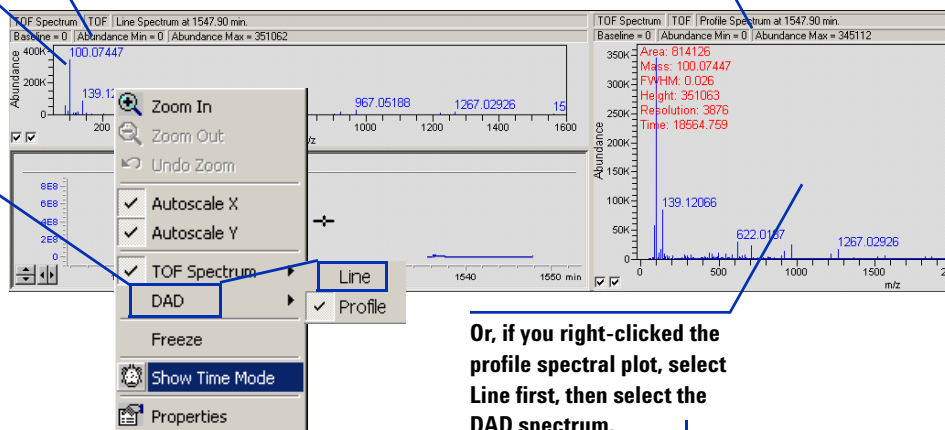 TOF Spectrum TOF Line Spectrum at 1547.90 min.
Baseline = 0 Abundance Min = 0 Abundance Max = 351062
Abundance
400K
200K
0
100.07447
139.12
967.05188
1267.02926
15
200
1000
1200
1400
1600
/z
8E8
6E8
4E8
2E8
0
1540
1550 min
Zoom In
Zoom Out
Undo Zoom
Autoscale X
Autoscale Y
TOF Spectrum
DAD
Freeze
Show Time Mode
Properties
Line
Profile
TOF Spectrum TOF Profile Spectrum at 1547.90 min.
Baseline = 0 Abundance Min = 0 Abundance Max = 345112
Abundance
350K
300K
250K
200K
150K
100K
50K
0
Area: 814126
Mass: 100.07447
FWHM: 0.026
Height: 351063
Resolution: 3876
Time: 18564.759
139.12066
622.0187
1267.02926
0
500
1000
1500
2
m/z
Or, if you right-clicked the
profile spectral plot, select
Line first, then select the
DAD spectrum.